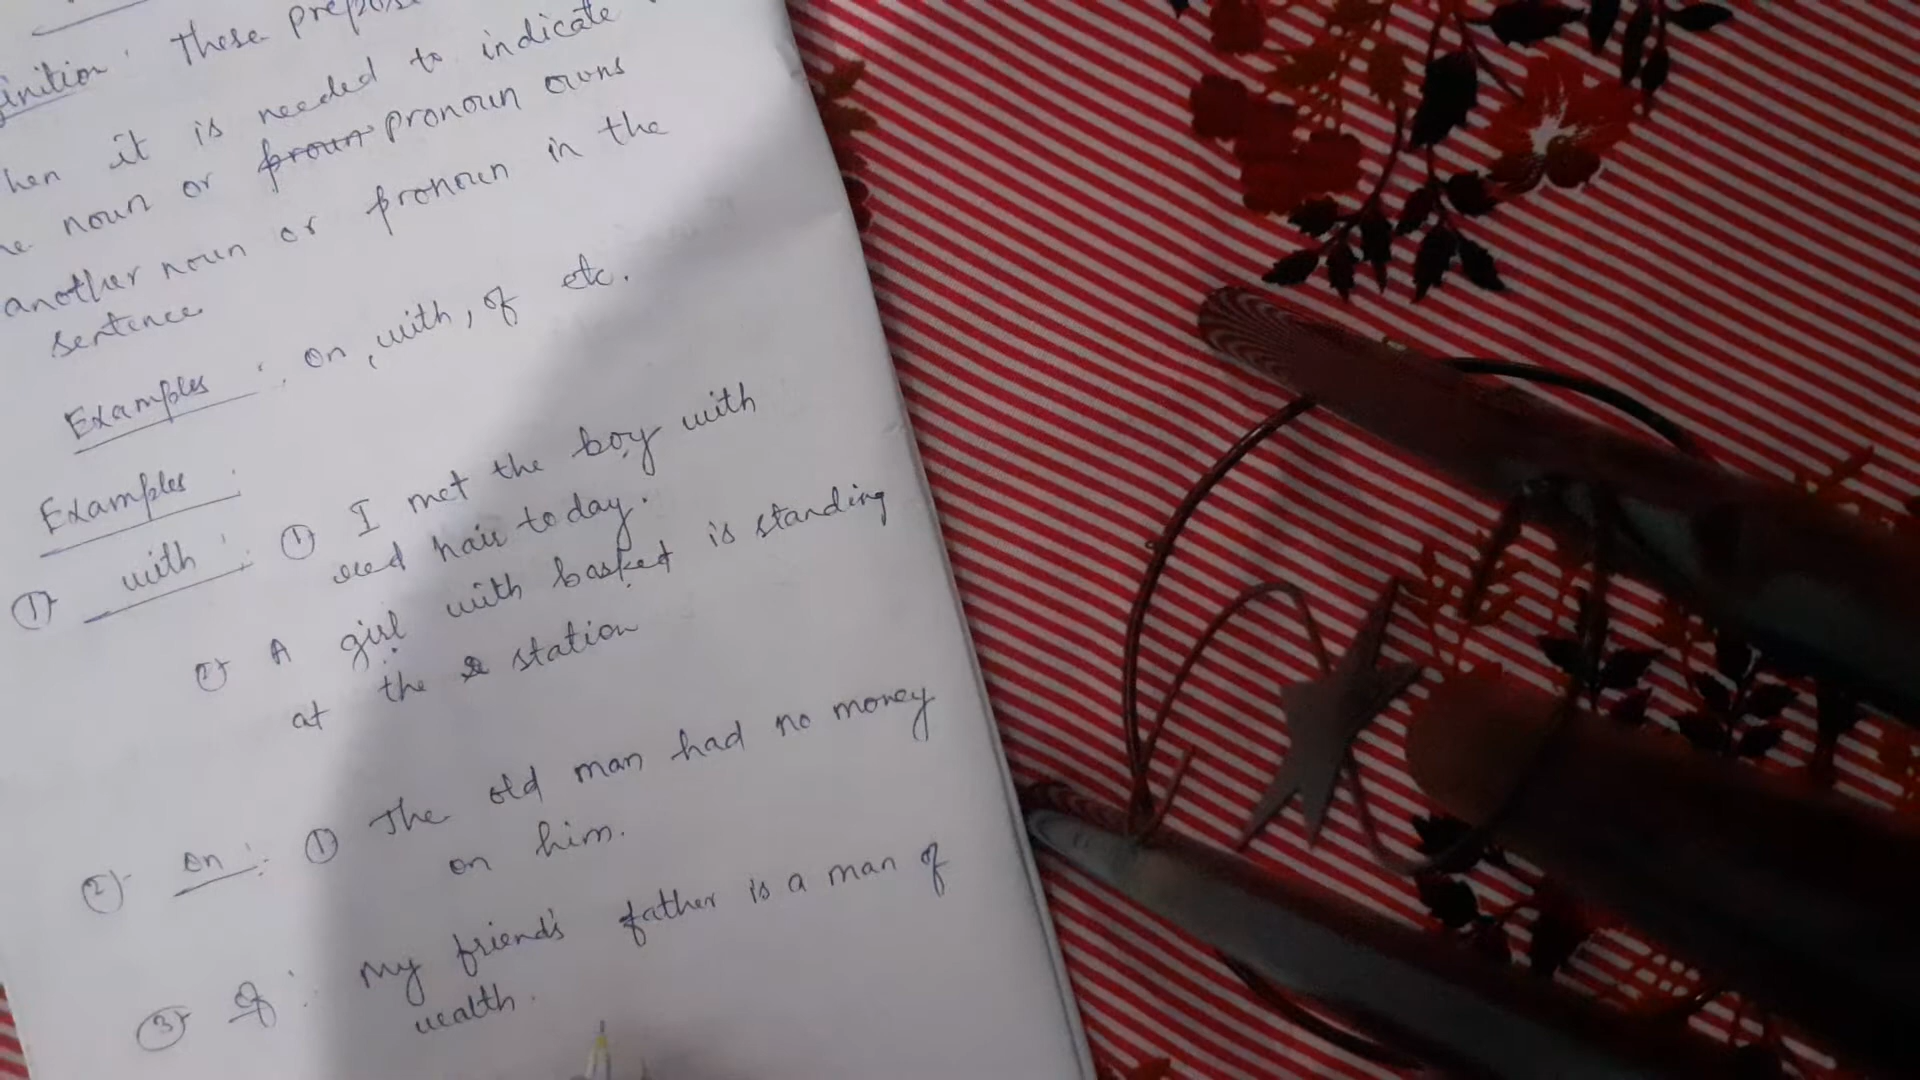 inition : These
hen it is needed to indicate
noun or proun pronoun owns
another noun or pronoun in the
sentence
Examples :, on, with, of etc.
Examples :
① with : ① I met the boy with
red hair today.
② A girl with basket is standing
at the s station
② on : ① The old man had no money
on him.
③ of : My friend's father is a man of
wealth.